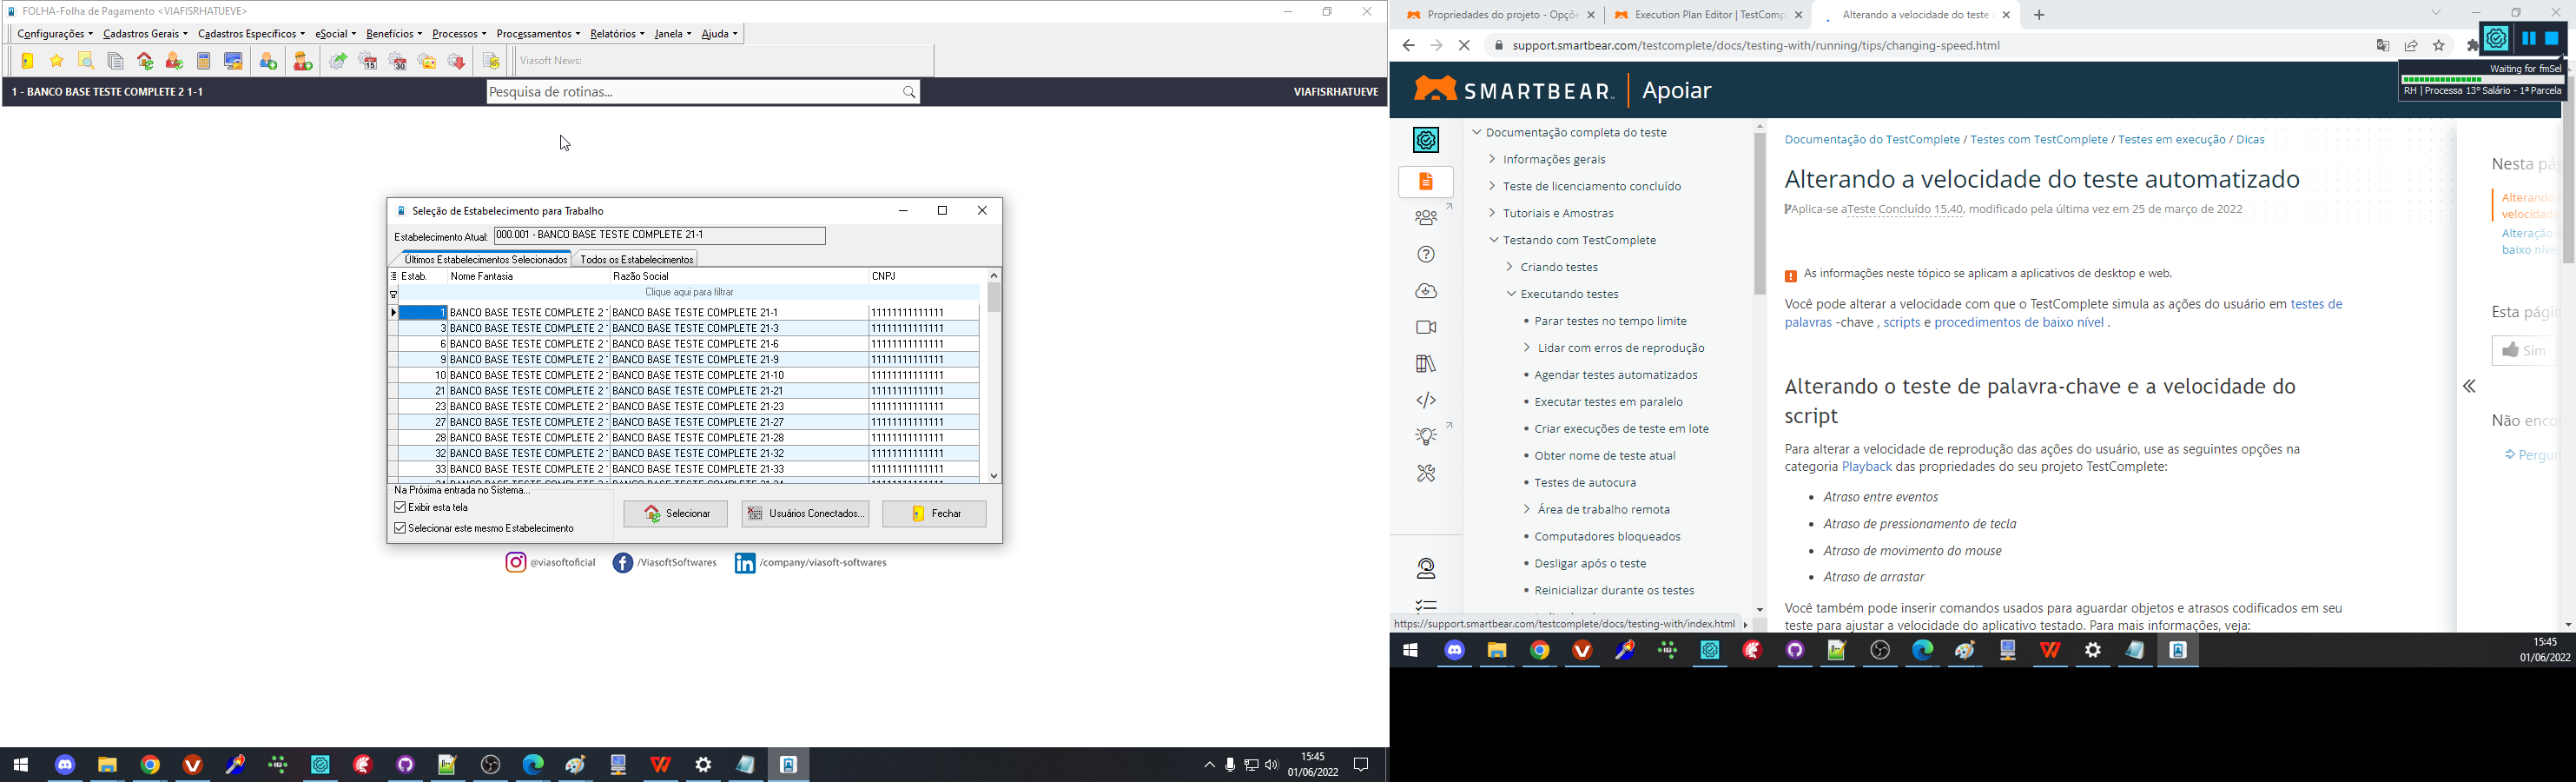 FOLHA-Folha de Pagamento <VIAFISRHATUEVE>
Configurações Cadastros Gerais Cadastros Específicos eSocial Benefícios Processos Processamentos Relatórios Janela Ajuda
Viasoft News:
1 - BANCO BASE TESTE COMPLETE 2 1-1
Pesquisa de rotinas...
VIAFISRHATUEVE
Seleção de Estabelecimento para Trabalho
Estabelecimento Atual: 000.001 - BANCO BASE TESTE COMPLETE 21-1
Últimos Estabelecimentos Selecionados Todos os Estabelecimentos
Estab. Nome Fantasia Razão Social CNPJ
Clique aqui para filtrar
1 BANCO BASE TESTE COMPLETE 2 BANCO BASE TESTE COMPLETE 21-1 11111111111111
3 BANCO BASE TESTE COMPLETE 2 BANCO BASE TESTE COMPLETE 21-3 11111111111111
6 BANCO BASE TESTE COMPLETE 2 BANCO BASE TESTE COMPLETE 21-6 11111111111111
9 BANCO BASE TESTE COMPLETE 2 BANCO BASE TESTE COMPLETE 21-9 11111111111111
10 BANCO BASE TESTE COMPLETE 2 BANCO BASE TESTE COMPLETE 21-10 11111111111111
21 BANCO BASE TESTE COMPLETE 2 BANCO BASE TESTE COMPLETE 21-21 11111111111111
23 BANCO BASE TESTE COMPLETE 2 BANCO BASE TESTE COMPLETE 21-23 11111111111111
27 BANCO BASE TESTE COMPLETE 2 BANCO BASE TESTE COMPLETE 21-27 11111111111111
28 BANCO BASE TESTE COMPLETE 2 BANCO BASE TESTE COMPLETE 21-28 11111111111111
32 BANCO BASE TESTE COMPLETE 2 BANCO BASE TESTE COMPLETE 21-32 11111111111111
33 BANCO BASE TESTE COMPLETE 2 BANCO BASE TESTE COMPLETE 21-33 11111111111111
Na Próxima entrada no Sistema...
Exibir esta tela
Selecionar este mesmo Estabelecimento
Selecionar
Usuários Conectados...
Fechar
@viasoftoficial /ViasoftSoftwares /company/viasoft-softwares
15:45
01/06/2022
Propriedades do projeto - Opçõ
Execution Plan Editor | TestComp
Alterando a velocidade do teste
support.smartbear.com/testcomplete/docs/testing-with/running/tips/changing-speed.html
Waiting for fmSel
RH | Processa 13º Salário - 1ª Parcela
SMARTBEAR Apoiar
Documentação completa do teste
Informações gerais
Teste de licenciamento concluído
Tutoriais e Amostras
Testando com TestComplete
Criando testes
Executando testes
Parar testes no tempo limite
Lidar com erros de reprodução
Agendar testes automatizados
Executar testes em paralelo
Criar execuções de teste em lote
Obter nome de teste atual
Testes de autocura
Área de trabalho remota
Computadores bloqueados
Desligar após o teste
Reinicializar durante os testes
https://support.smartbear.com/testcomplete/docs/testing-with/index.html
Documentação do TestComplete / Testes com TestComplete / Testes em execução / Dicas
Alterando a velocidade do teste automatizado
Aplica-se aTeste Concluído 15.40, modificado pela última vez em 25 de março de 2022
As informações neste tópico se aplicam a aplicativos de desktop e web.
Você pode alterar a velocidade com que o TestComplete simula as ações do usuário em testes de
palavras -chave , scripts e procedimentos de baixo nível .
Alterando o teste de palavra-chave e a velocidade do
script
Para alterar a velocidade de reprodução das ações do usuário, use as seguintes opções na
categoria Playback das propriedades do seu projeto TestComplete:
Atraso entre eventos
Atraso de pressionamento de tecla
Atraso de movimento do mouse
Atraso de arrastar
Você também pode inserir comandos usados para aguardar objetos e atrasos codificados em seu
teste para ajustar a velocidade do aplicativo testado. Para mais informações, veja:
Nesta pá
Alterando
velocidade
Alteração
baixo níve
Esta págin
Sim
Não enco
Pergun
15:45
01/06/2022